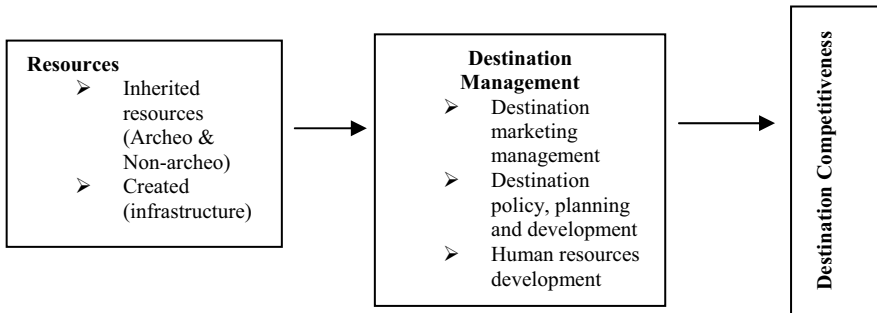 Resources
➢ Inherited
resources
(Archeo &
Non-archeo)
➢ Created
(infrastructure)
Destination
Management
➢ Destination
marketing
management
➢ Destination
policy, planning
and development
➢ Human resources
development
Destination Competitiveness